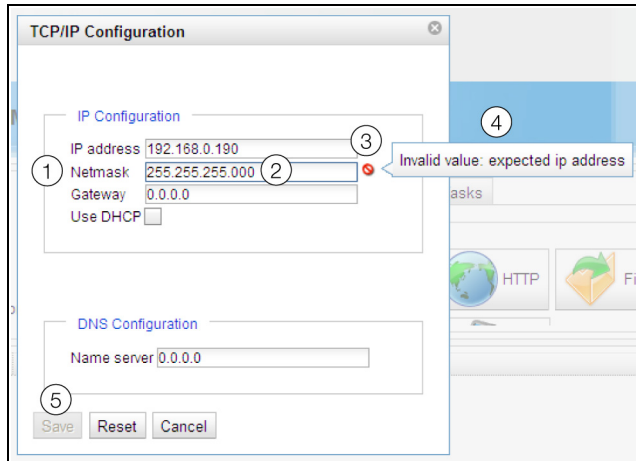 TCP/IP Configuration
IP Configuration
IP address 192.168.0.190
3
4
1 Netmask 255.255.255.000 2
Invalid value: expected ip address
Gateway 0.0.0.0
asks
Use DHCP
HTTP
Fi
DNS Configuration
Name server 0.0.0.0
5
Save Reset Cancel